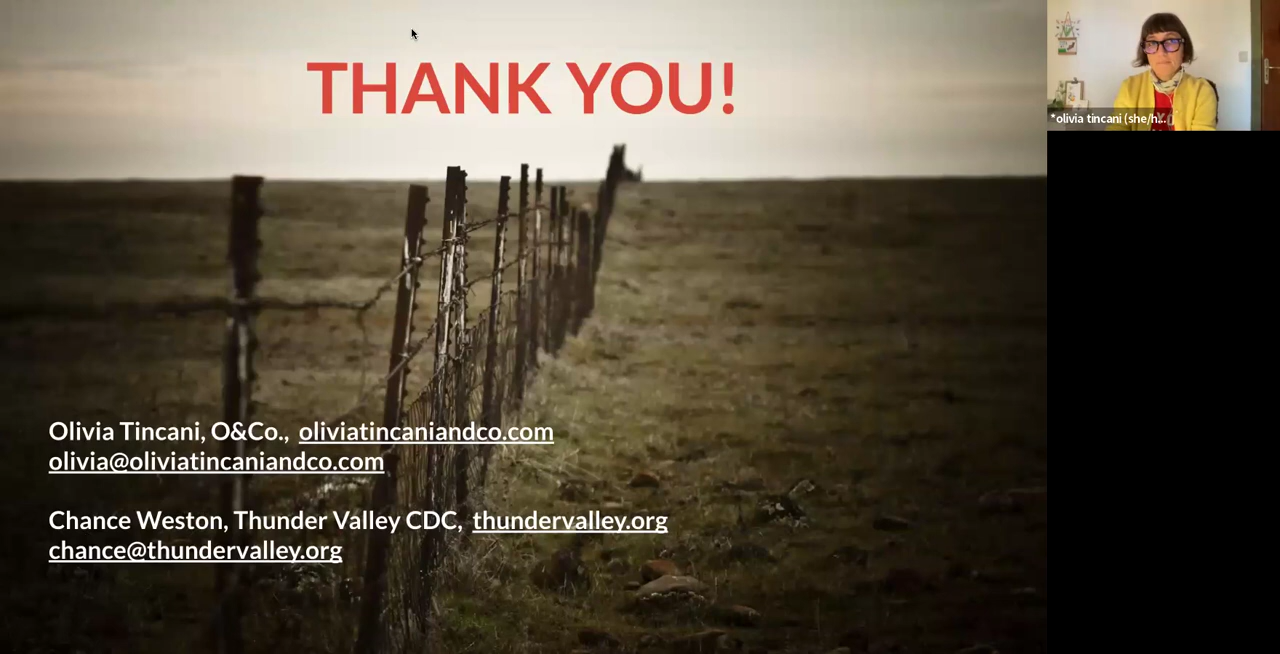 THANK YOU!
*olivia tincani (she/h...
Olivia Tincani, O&Co., oliviatincaniandco.com
olivia@oliviatincaniandco.com
Chance Weston, Thunder Valley CDC, thundervalley.org
chance@thundervalley.org